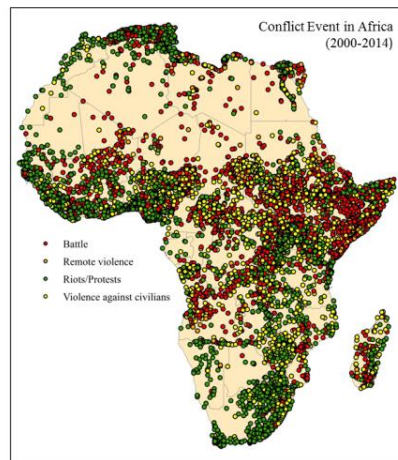 Conflict Event in Africa
(2000-2014)
Battle
Remote violence
Riots/Protests
Violence against civilians